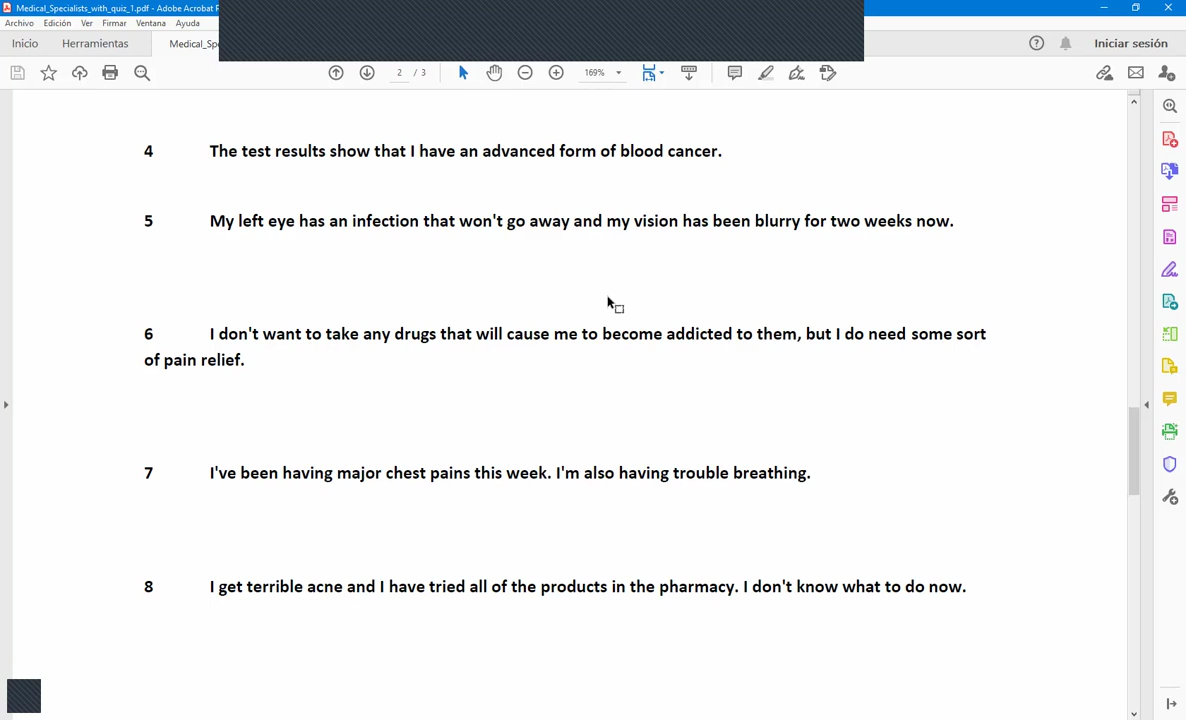 Medical_Specialists_with_quiz_1.pdf - Adobe Acrobat
Archivo Edición Ver Firmar Ventana Ayuda
Inicio Herramientas Iniciar sesión
2 / 3 169%
4 The test results show that I have an advanced form of blood cancer.
5 My left eye has an infection that won't go away and my vision has been blurry for two weeks now.
6 I don't want to take any drugs that will cause me to become addicted to them, but I do need some sort
of pain relief.
7 I've been having major chest pains this week. I'm also having trouble breathing.
8 I get terrible acne and I have tried all of the products in the pharmacy. I don't know what to do now.